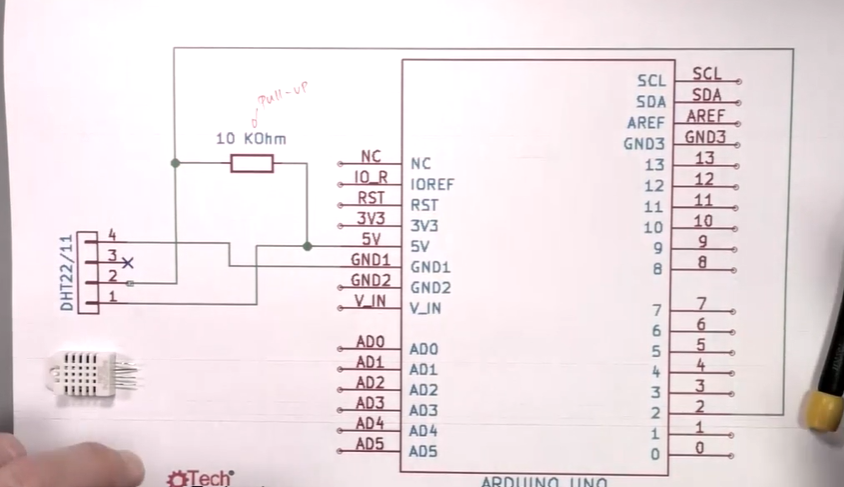 Pull-up
10 KOhm
DHT22/11
4
3
2
1
NC
IO_R
RST
3V3
5V
GND1
GND2
V_IN
AD0
AD1
AD2
AD3
AD4
AD5
NC
IOREF
RST
3V3
5V
GND1
GND2
V_IN
AD0
AD1
AD2
AD3
AD4
AD5
SCL
SDA
AREF
GND3
13
12
11
10
9
8
7
6
5
4
3
2
1
0
SCL
SDA
AREF
GND3
13
12
11
10
9
8
7
6
5
4
3
2
1
0
Tech
ARDUINO UNO